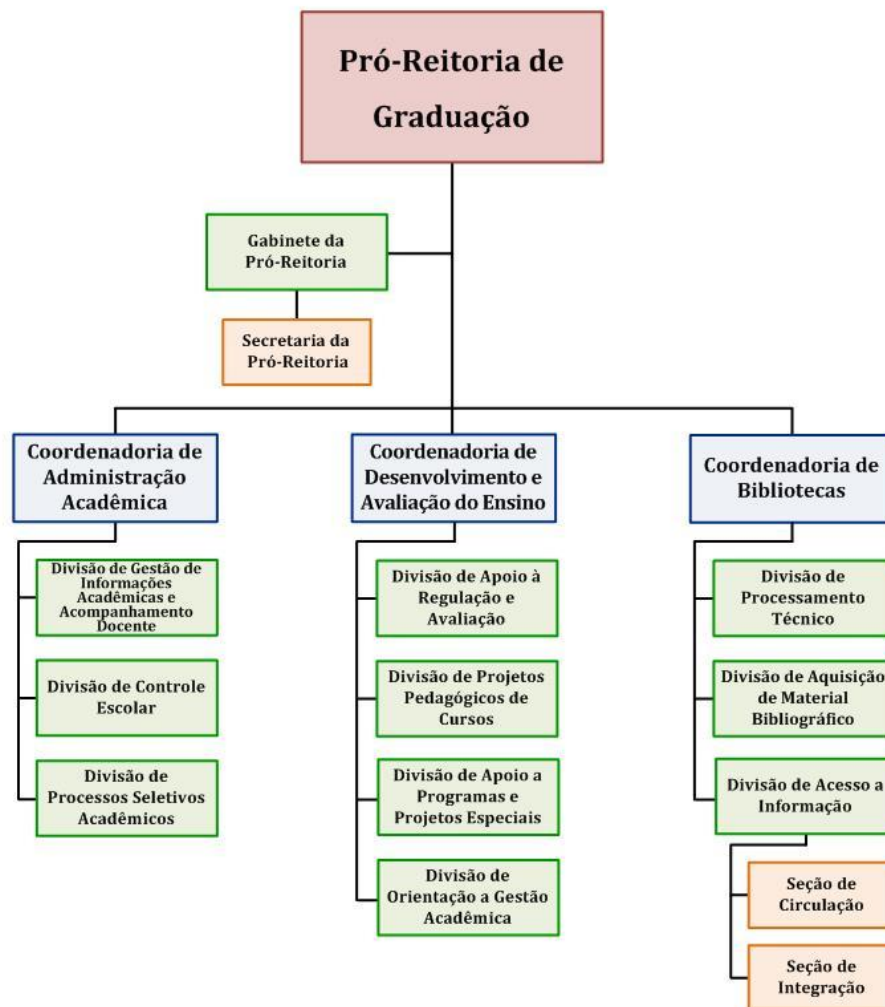 Pró-Reitoria de
Graduação
Gabinete da
Pró-Reitoria
Secretaria da
Pró-Reitoria
Coordenadoria de
Administração
Acadêmica
Divisão de Gestão de
Informações
Acadêmicas e
Acompanhamento
Docente
Divisão de Controle
Escolar
Divisão de
Processos Seletivos
Acadêmicos
Coordenadoria de
Desenvolvimento e
Avaliação do Ensino
Divisão de Apoio à
Regulação e
Avaliação
Divisão de Projetos
Pedagógicos de
Cursos
Divisão de Apoio a
Programas e
Projetos Especiais
Divisão de
Orientação a Gestão
Acadêmica
Coordenadoria de
Bibliotecas
Divisão de
Processamento
Técnico
Divisão de Aquisição
de Material
Bibliográfico
Divisão de Acesso a
Informação
Seção de
Circulação
Seção de
Integração